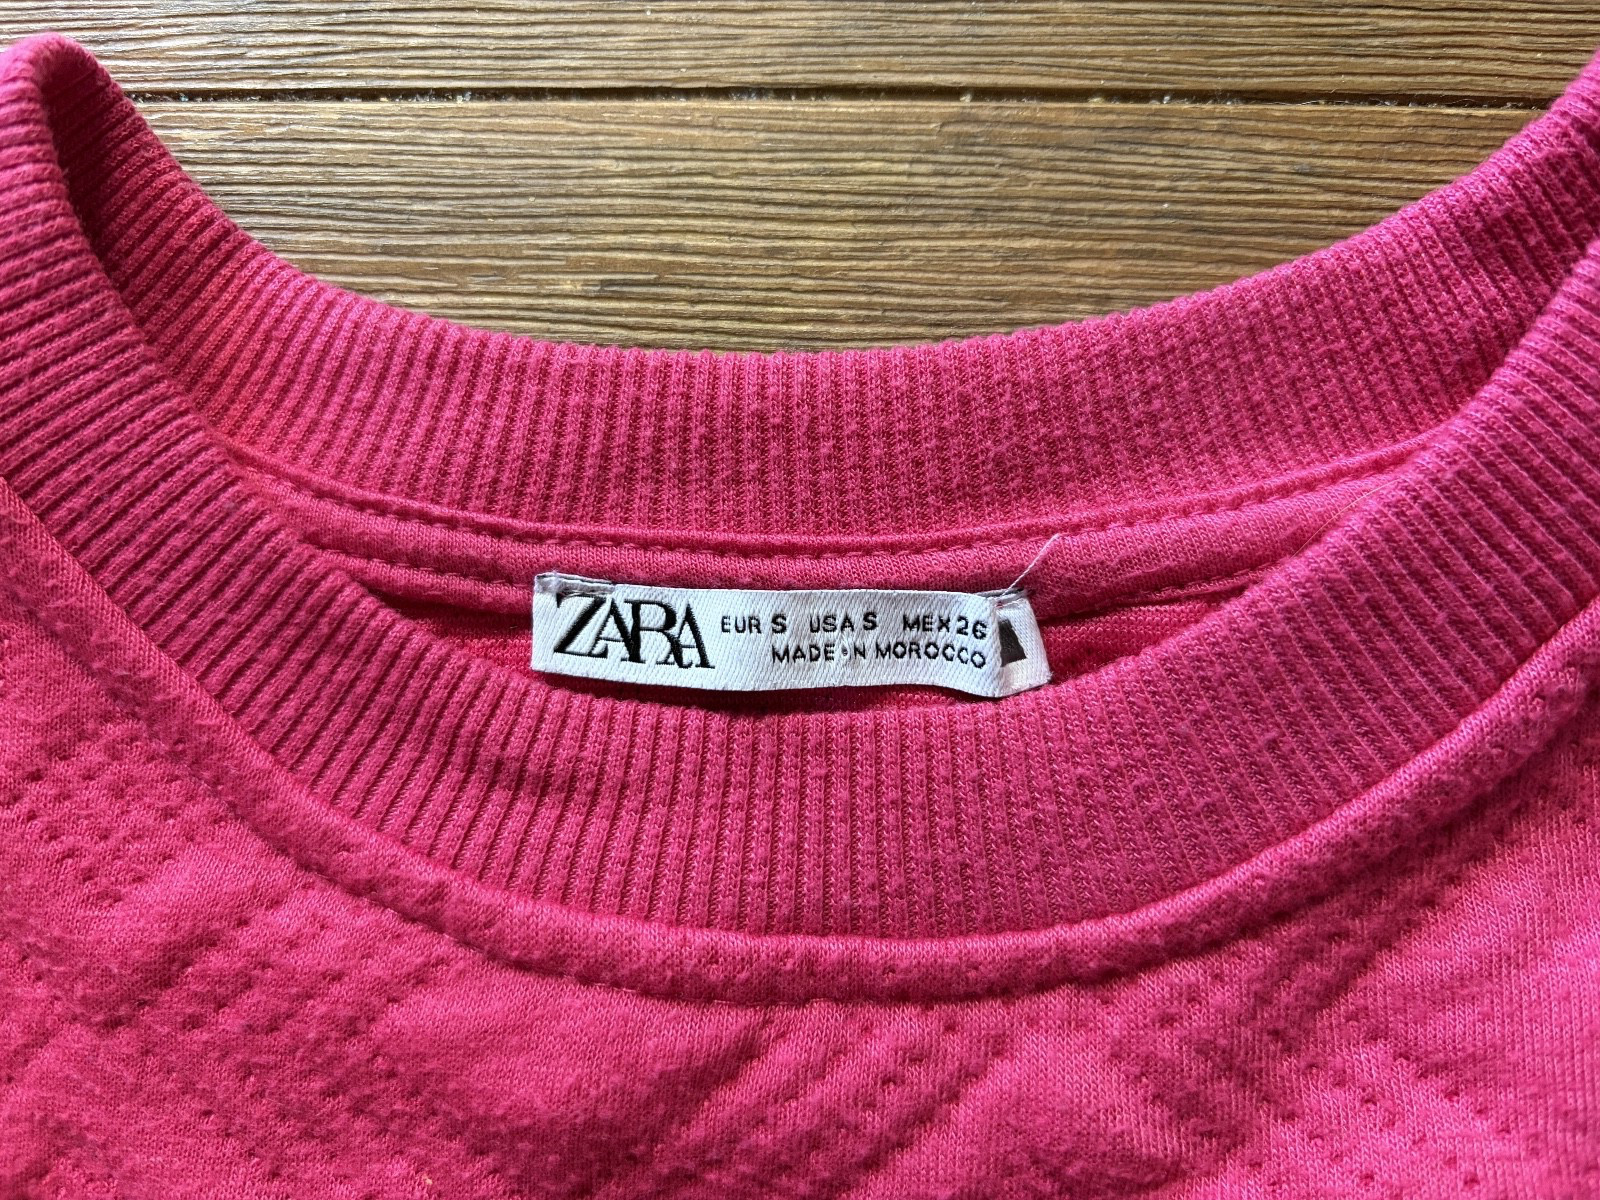 ZARA
EUR S USA S MEX 26
MADE IN MOROCCO